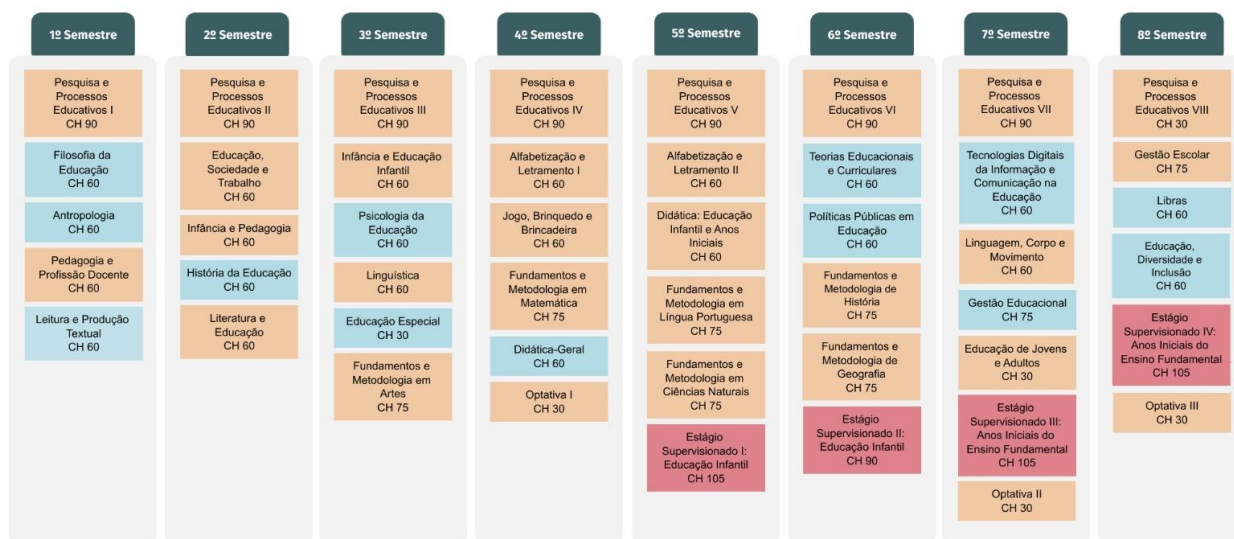 1º Semestre
Pesquisa e
Processos
Educativos I
CH 90
Filosofia da
Educação
CH 60
Antropologia
CH 60
Pedagogia e
Profissão Docente
CH 60
Leitura e Produção
Textual
CH 60
2º Semestre
Pesquisa e
Processos
Educativos II
CH 90
Educação,
Sociedade e
Trabalho
CH 60
Infância e Pedagogia
CH 60
História da Educação
CH 60
Literatura e
Educação
CH 60
3º Semestre
Pesquisa e
Processos
Educativos III
CH 90
Infância e Educação
Infantil
CH 60
Psicologia da
Educação
CH 60
Linguística
CH 60
Educação Especial
CH 30
Fundamentos e
Metodologia em
Artes
CH 75
4º Semestre
Pesquisa e
Processos
Educativos IV
CH 90
Alfabetização e
Letramento I
CH 60
Jogo, Brinquedo e
Brincadeira
CH 60
Fundamentos e
Metodologia em
Matemática
CH 75
Didática-Geral
CH 60
Optativa I
CH 30
5º Semestre
Pesquisa e
Processos
Educativos V
CH 90
Alfabetização e
Letramento II
CH 60
Didática: Educação
Infantil e Anos
Iniciais
CH 60
Fundamentos e
Metodologia em
Língua Portuguesa
CH 75
Fundamentos e
Metodologia em
Ciências Naturais
CH 75
Estágio
Supervisionado I:
Educação Infantil
CH 105
6º Semestre
Pesquisa e
Processos
Educativos VI
CH 90
Teorias Educacionais
e Curriculares
CH 60
Políticas Públicas em
Educação
CH 60
Fundamentos e
Metodologia de
História
CH 75
Fundamentos e
Metodologia de
Geografia
CH 75
Estágio
Supervisionado II:
Educação Infantil
CH 90
7º Semestre
Pesquisa e
Processos
Educativos VII
CH 90
Tecnologias Digitais
da Informação e
Comunicação na
Educação
CH 60
Linguagem, Corpo e
Movimento
CH 60
Gestão Educacional
CH 75
Educação de Jovens
e Adultos
CH 30
Estágio
Supervisionado III:
Anos Iniciais do
Ensino Fundamental
CH 105
Optativa II
CH 30
8º Semestre
Pesquisa e
Processos
Educativos VIII
CH 30
Gestão Escolar
CH 75
Libras
CH 60
Educação,
Diversidade e
Inclusão
CH 60
Estágio
Supervisionado IV:
Anos Iniciais do
Ensino Fundamental
CH 105
Optativa III
CH 30